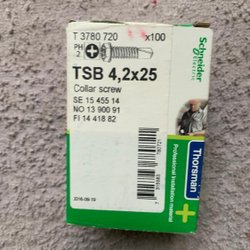 T 3780 720 x100
PH
2
TSB 4,2x25
Collar screw
SE 15 455 14
NO 13 900 91
FI 14 418 82
2016-09-19
Schneider
Electric
Thorsman
Professional installation material